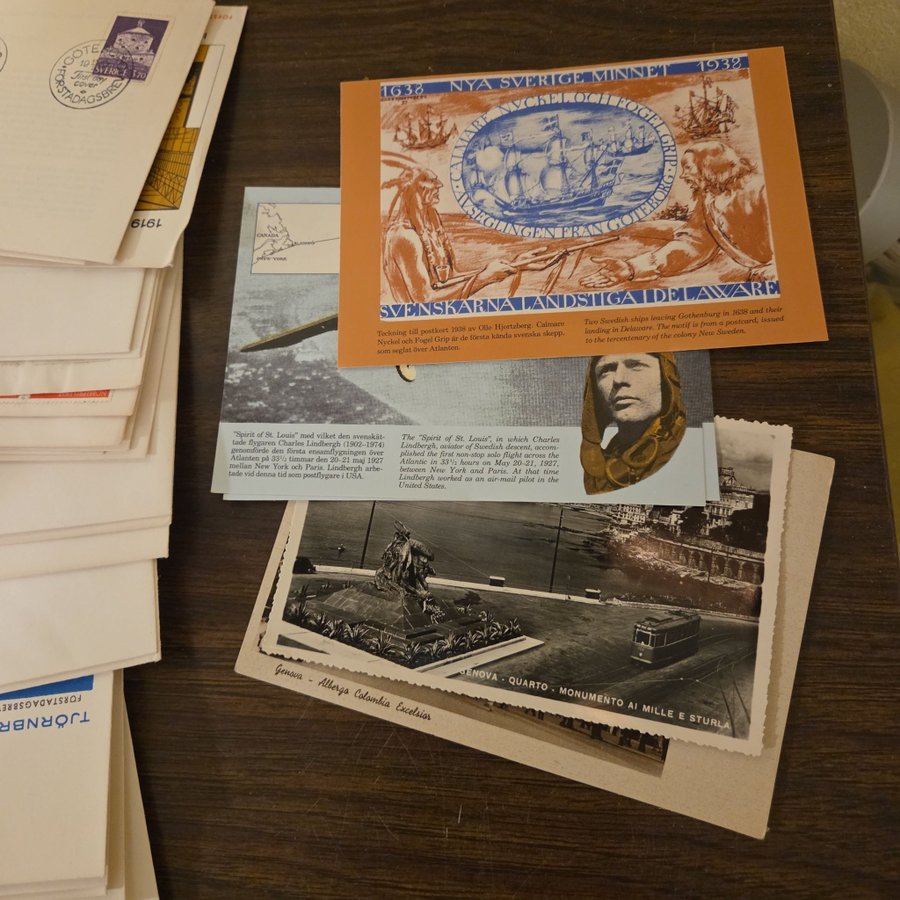 GÖTEBORG
First day
cover
FÖRSTADAGSBREV
SVERIGE 3,70
1919
TJÖRNBR
FÖRSTADAGSBREV
1638 NYA SVERIGE MINNET 1938
CALMARE NYCKEL OCH FOGEL GRIP
AVSEGLINGEN FRÅN GÖTEBORG
SVENSKARNA LANDSTIGA I DELAWARE
Teckning till postkort 1938 av Olle Hjortzberg. Calmare
Nyckel och Fogel Grip är de första kända svenska skepp,
som seglat över Atlanten.
Two Swedish ships leaving Gothenburg in 1638 and their
landing in Delaware. The motif is from a postcard, issued
to the tercentenary of the colony New Sweden.
CANADA
NEW YORK
"Spirit of St. Louis" med vilket den svenskät-
tade flygaren Charles Lindbergh (1902–1974)
genomförde den första ensamflygningen över
Atlanten på 33½ timmar den 20–21 maj 1927
mellan New York och Paris. Lindbergh arbe-
tade vid denna tid som postflygare i USA.
The "Spirit of St. Louis", in which Charles
Lindbergh, aviator of Swedish descent, accom-
plished the first non-stop solo flight across the
Atlantic in 33½ hours on May 20–21, 1927,
between New York and Paris. At that time
Lindbergh worked as an air-mail pilot in the
United States.
GENOVA - QUARTO - MONUMENTO AI MILLE E STURLA
Genova - Albergo Colombia Excelsior